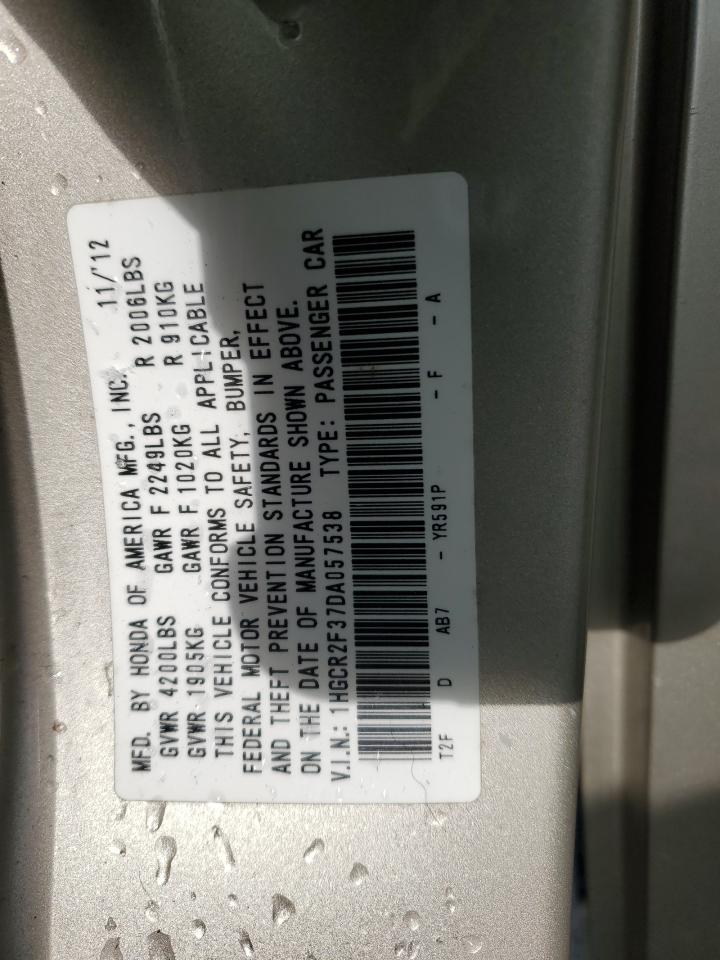 MFD. BY HONDA OF AMERICA MFG., INC. 11/'12
GVWR 4200LBS GAWR F 2249LBS R 2006LBS
GVWR 1905KG GAWR F 1020KG R 910KG
THIS VEHICLE CONFORMS TO ALL APPLICABLE
FEDERAL MOTOR VEHICLE SAFETY, BUMPER,
AND THEFT PREVENTION STANDARDS IN EFFECT
ON THE DATE OF MANUFACTURE SHOWN ABOVE.
V.I.N.: 1HGCR2F37DA057538 TYPE: PASSENGER CAR
T2F D AB7 - YR591P - F - A